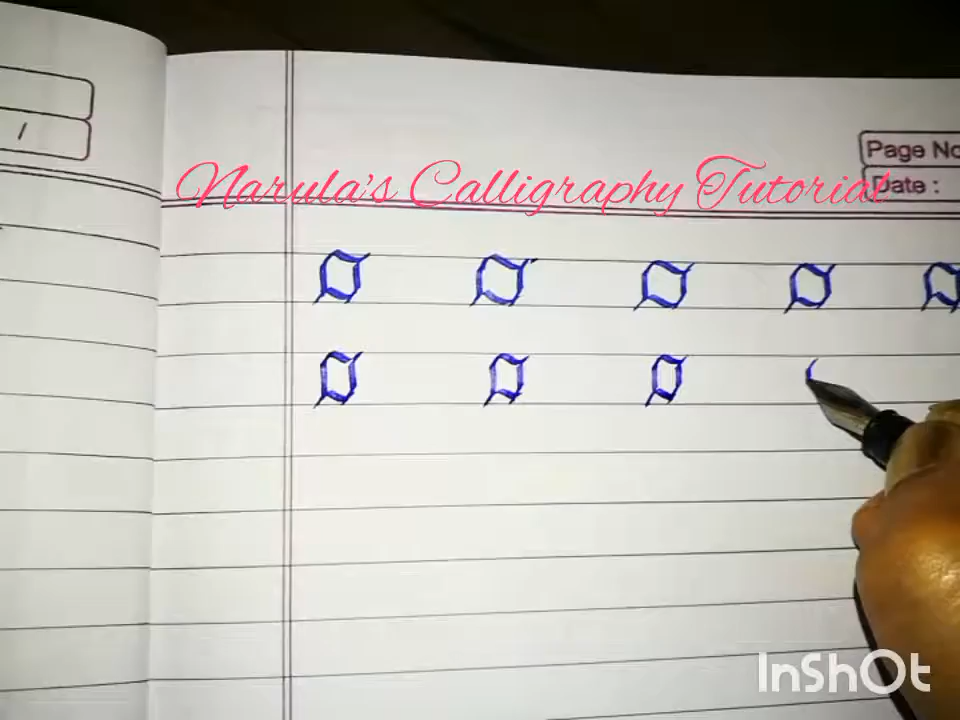 /
Page No
Date :
Narula's Calligraphy Tutorial
o o o o o
o o o
InShOt